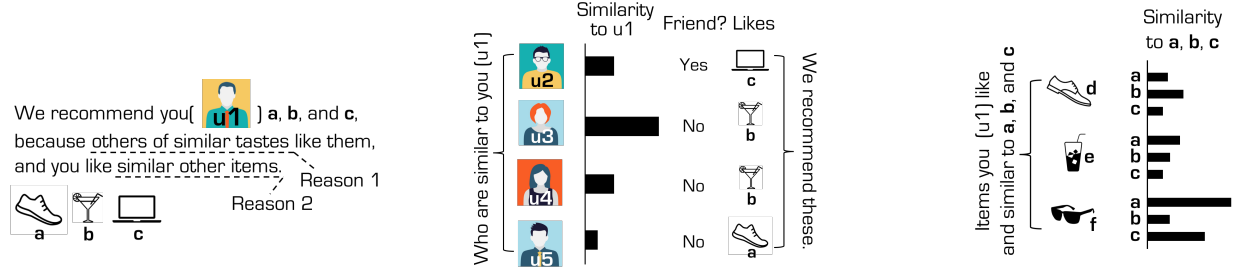 We recommend you( u1 ) a, b, and c,
because others of similar tastes like them,
and you like similar other items.
Reason 1
Reason 2
a b c
Who are similar to you (u1)
Similarity
to u1
Friend? Likes
u2 Yes c
u3 No b
u4 No b
u5 No a
We recommend these.
Items you (u1) like
and similar to a, b, and c
Similarity
to a, b, c
d
a
b
c
e
a
b
c
f
a
b
c